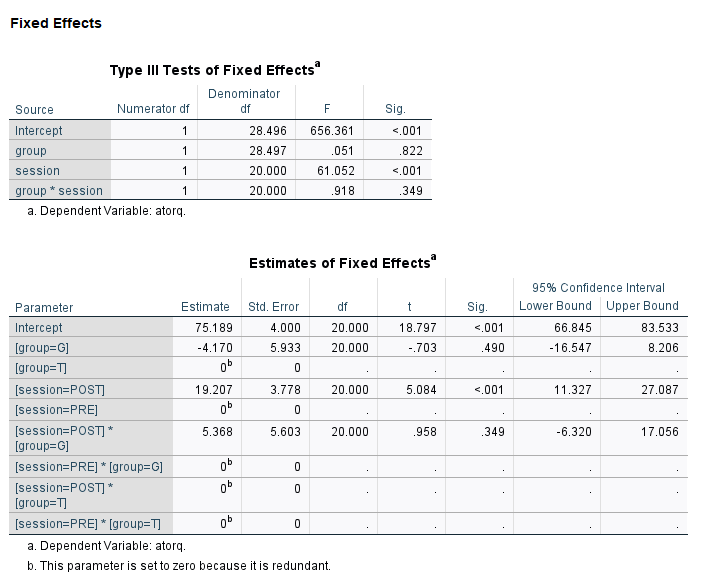 Fixed Effects
Type III Tests of Fixed Effects^a
Source Numerator df Denominator df F Sig.
Intercept 1 28.496 656.361 <.001
group 1 28.497 .051 .822
session 1 20.000 61.052 <.001
group * session 1 20.000 .918 .349
a. Dependent Variable: atorq.
Estimates of Fixed Effects^a
95% Confidence Interval
Parameter Estimate Std. Error df t Sig. Lower Bound Upper Bound
Intercept 75.189 4.000 20.000 18.797 <.001 66.845 83.533
[group=G] -4.170 5.933 20.000 -.703 .490 -16.547 8.206
[group=T] 0^b 0 . . . . .
[session=POST] 19.207 3.778 20.000 5.084 <.001 11.327 27.087
[session=PRE] 0^b 0 . . . . .
[session=POST] * [group=G] 5.368 5.603 20.000 .958 .349 -6.320 17.056
[session=PRE] * [group=G] 0^b 0 . . . . .
[session=POST] * [group=T] 0^b 0 . . . . .
[session=PRE] * [group=T] 0^b 0 . . . . .
a. Dependent Variable: atorq.
b. This parameter is set to zero because it is redundant.